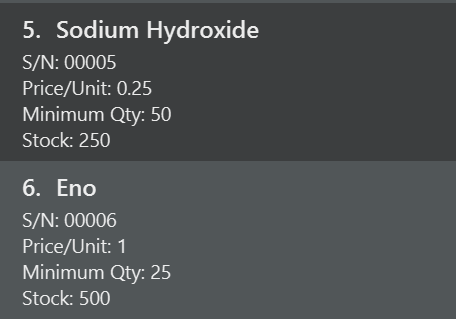 5. Sodium Hydroxide
S/N: 00005
Price/Unit: 0.25
Minimum Qty: 50
Stock: 250
6. Eno
S/N: 00006
Price/Unit: 1
Minimum Qty: 25
Stock: 500